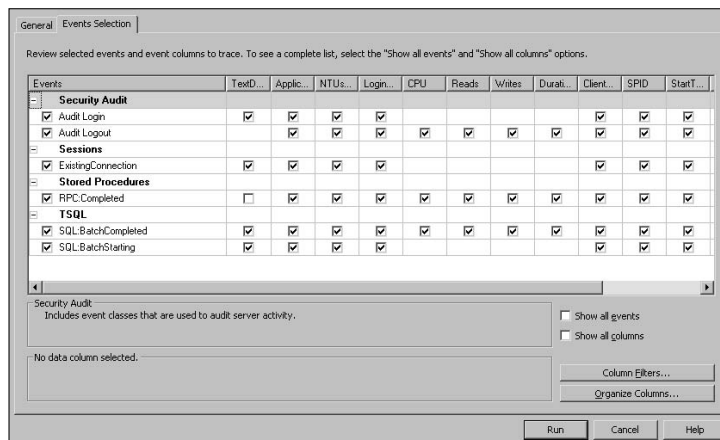 General Events Selection
Review selected events and event columns to trace. To see a complete list, select the "Show all events" and "Show all columns" options.
Events TextD... Applic... NTUs... Login... CPU Reads Writes Durati... Client... SPID StartT...
Security Audit
Audit Login
Audit Logout
Sessions
ExistingConnection
Stored Procedures
RPC:Completed
TSQL
SQL:BatchCompleted
SQL:BatchStarting
Security Audit
Includes event classes that are used to audit server activity.
Show all events
Show all columns
No data column selected.
Column Filters...
Organize Columns...
Run Cancel Help